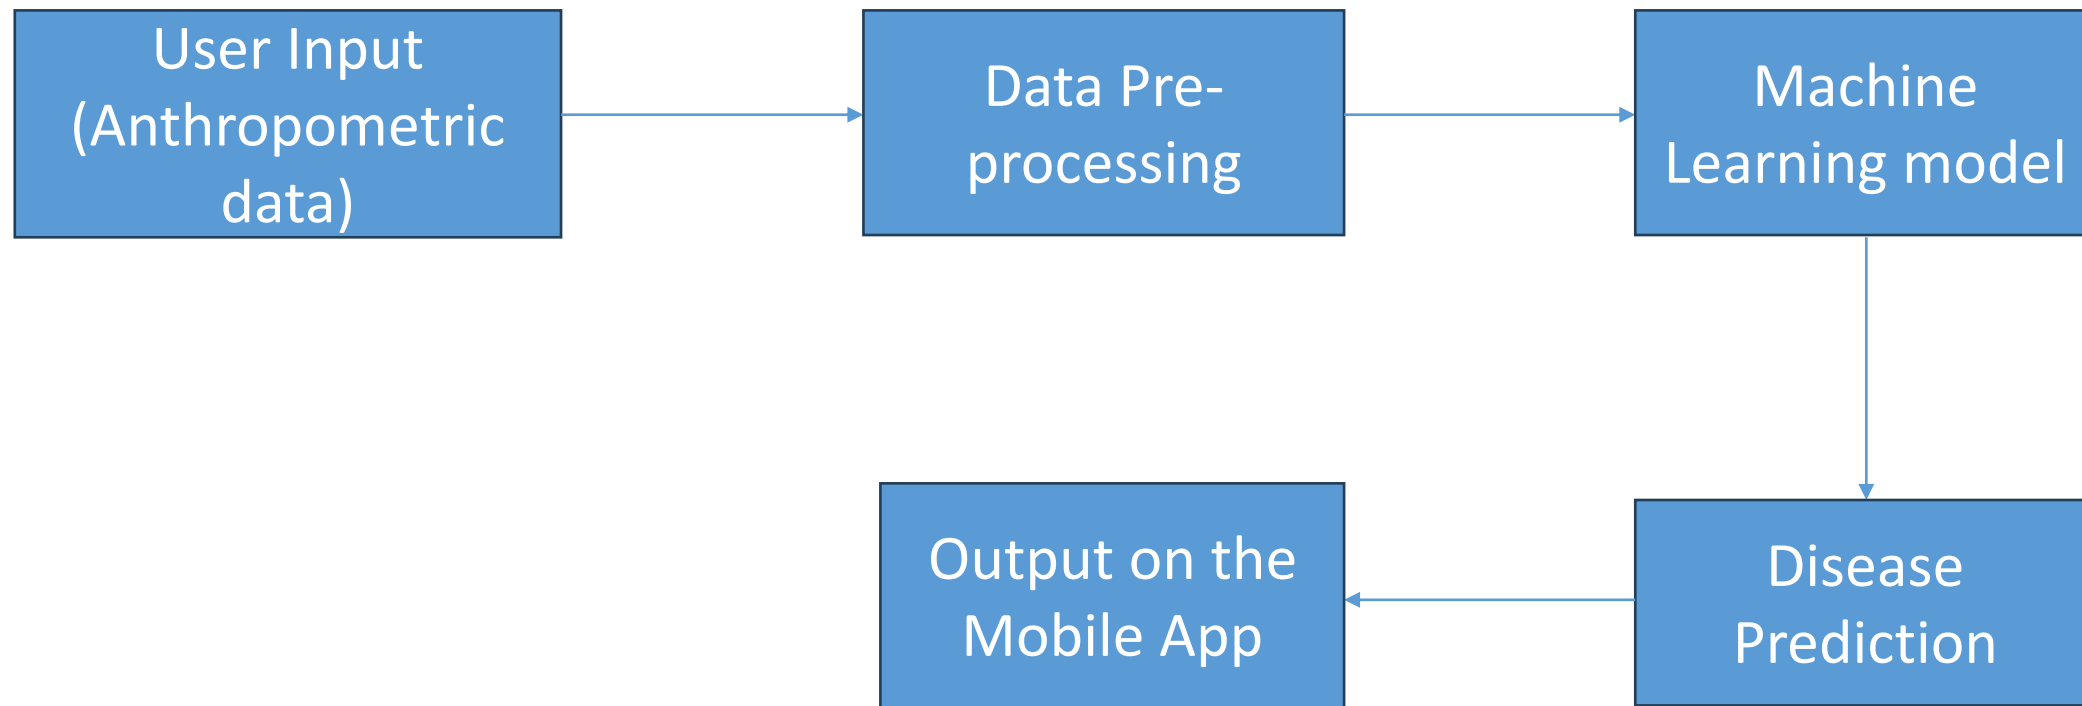 User Input
(Anthropometric
data)
Data Pre-
processing
Machine
Learning model
Output on the
Mobile App
Disease
Prediction